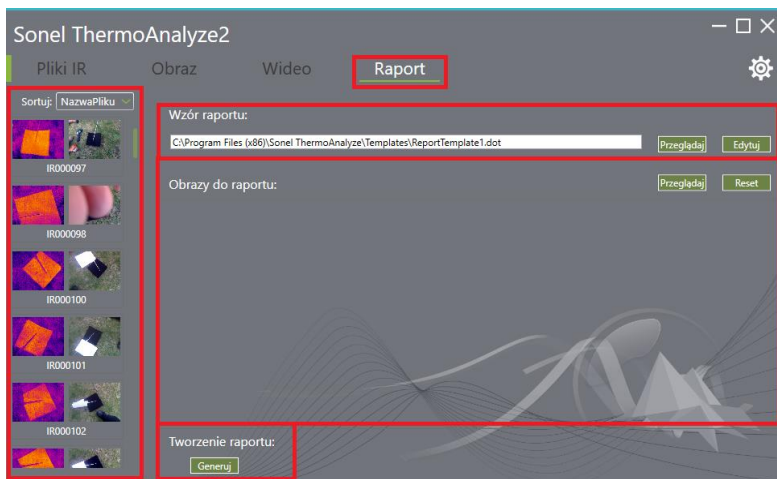 Sonel ThermoAnalyze2
Pliki IR Obraz Wideo Raport
Sortuj: NazwaPliku
IR000097
IR000098
IR000100
IR000101
IR000102
Wzór raportu:
C:\Program Files (x86)\Sonel ThermoAnalyze\Templates\ReportTemplate1.dot Przeglądaj Edytuj
Obrazy do raportu: Przeglądaj Reset
Tworzenie raportu:
Generuj